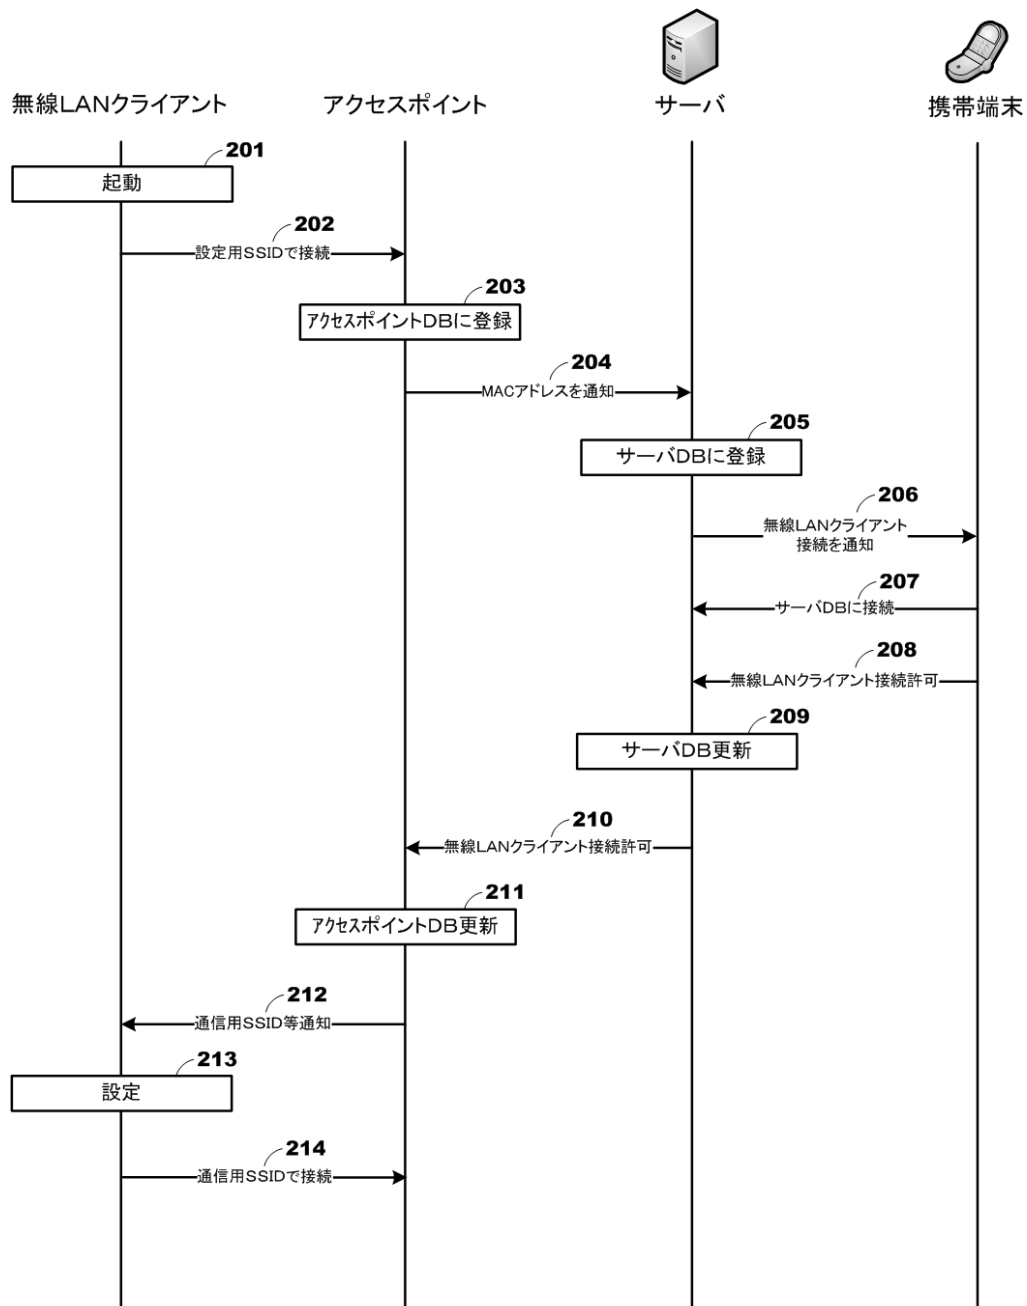 無線LANクライアント
アクセスポイント
サーバ
携帯端末
201
起動
202
設定用SSIDで接続
203
アクセスポイントDBに登録
204
MACアドレスを通知
205
サーバDBに登録
206
無線LANクライアント
接続を通知
207
サーバDBに接続
208
無線LANクライアント接続許可
209
サーバDB更新
210
無線LANクライアント接続許可
211
アクセスポイントDB更新
212
通信用SSID等通知
213
設定
214
通信用SSIDで接続